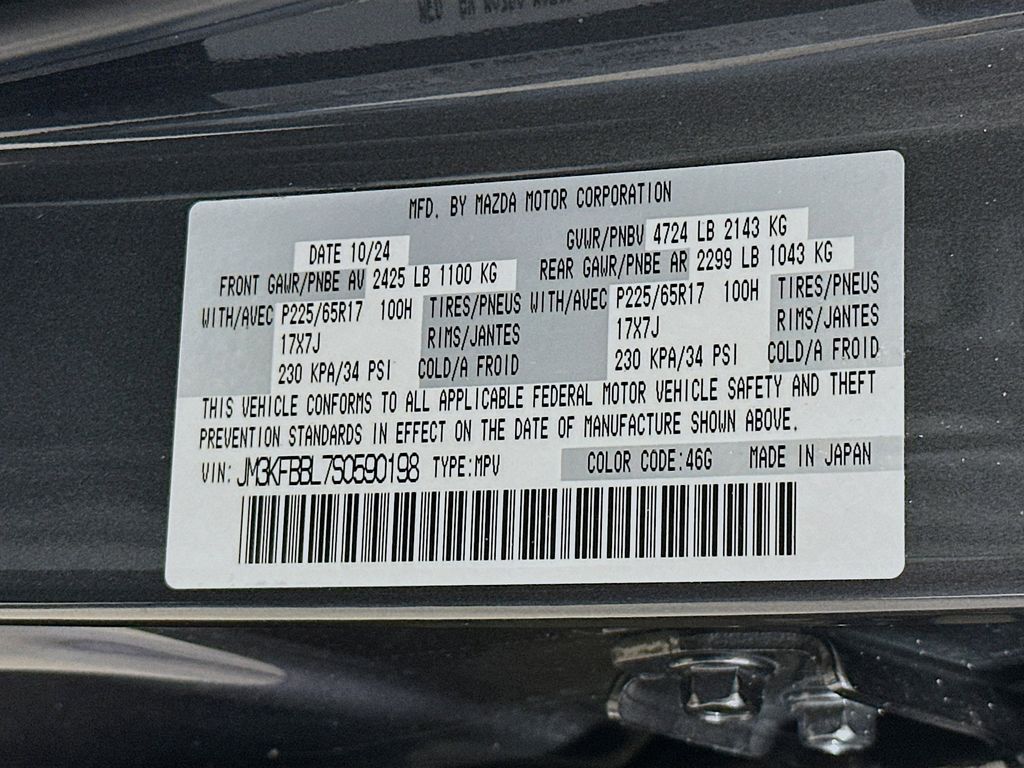 MFD. BY MAZDA MOTOR CORPORATION
DATE 10/24 GVWR/PNBV 4724 LB 2143 KG
FRONT GAWR/PNBE AV 2425 LB 1100 KG REAR GAWR/PNBE AR 2299 LB 1043 KG
WITH/AVEC P225/65R17 100H TIRES/PNEUS WITH/AVEC P225/65R17 100H TIRES/PNEUS
17X7J RIMS/JANTES 17X7J RIMS/JANTES
230 KPA/34 PSI COLD/A FROID 230 KPA/34 PSI COLD/A FROID
THIS VEHICLE CONFORMS TO ALL APPLICABLE FEDERAL MOTOR VEHICLE SAFETY AND THEFT
PREVENTION STANDARDS IN EFFECT ON THE DATE OF MANUFACTURE SHOWN ABOVE.
VIN: JM3KFBBL7S0590198 TYPE:MPV COLOR CODE:46G MADE IN JAPAN